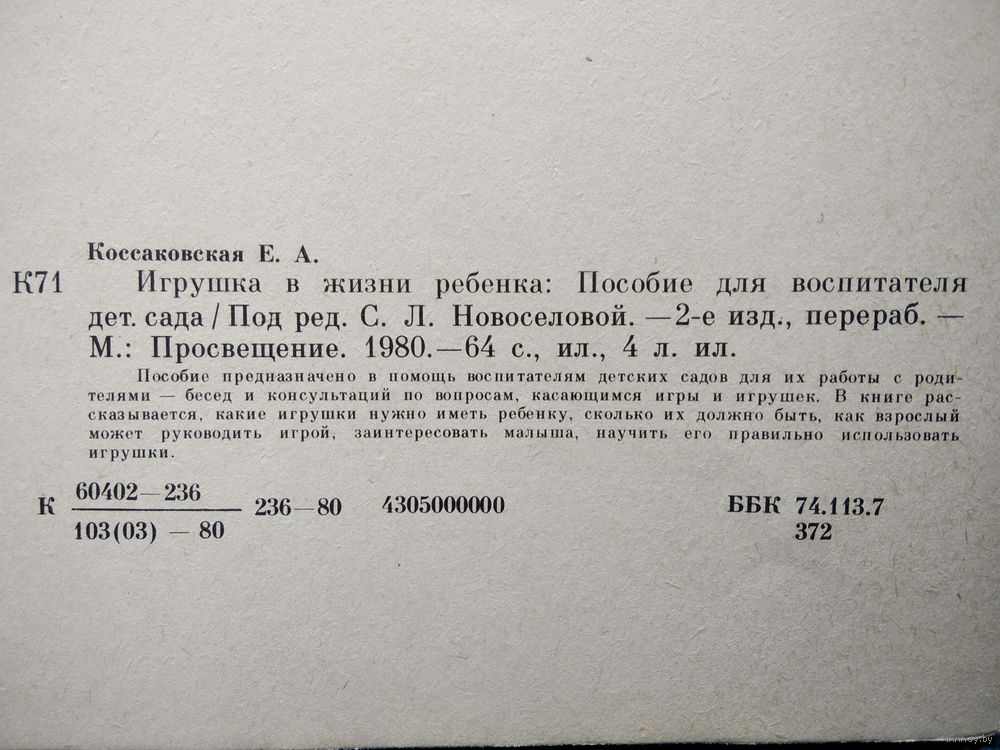 Коссаковская Е. А.
К71 Игрушка в жизни ребенка: Пособие для воспитателя
дет. сада / Под ред. С. Л. Новоселовой. — 2-е изд., перераб. —
М.: Просвещение. 1980. — 64 с., ил., 4 л. ил.
Пособие предназначено в помощь воспитателям детских садов для их работы с роди-
телями — бесед и консультаций по вопросам, касающимся игры и игрушек. В книге рас-
сказывается, какие игрушки нужно иметь ребенку, сколько их должно быть, как взрослый
может руководить игрой, заинтересовать малыша, научить его правильно использовать
игрушки.
К 60402—236 236—80 4305000000 ББК 74.113.7
103(03) — 80 372